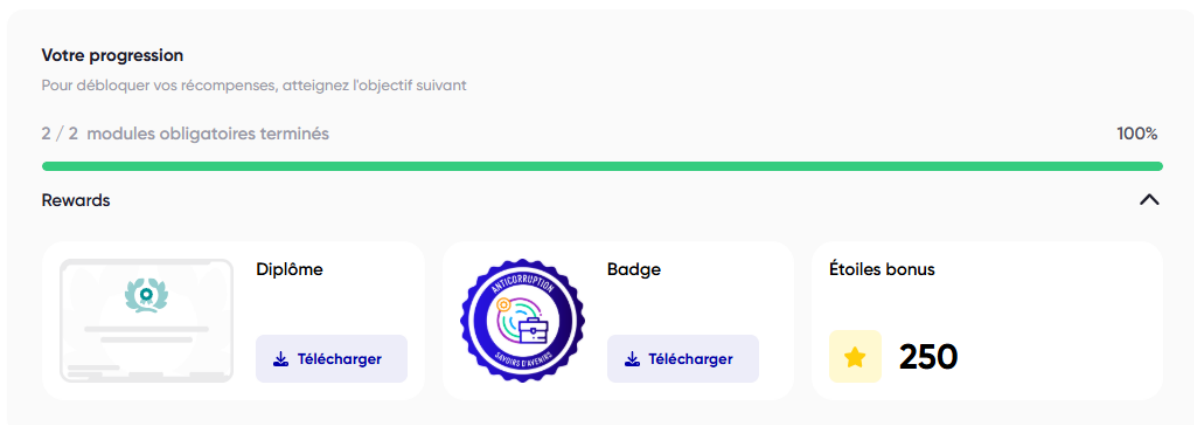 Votre progression
Pour débloquer vos récompenses, atteignez l'objectif suivant
2 / 2 modules obligatoires terminés
100%
Rewards
Diplôme
Télécharger
ANTICORRUPTION
SAVOIRS D'AVENIRS
Badge
Télécharger
Étoiles bonus
250